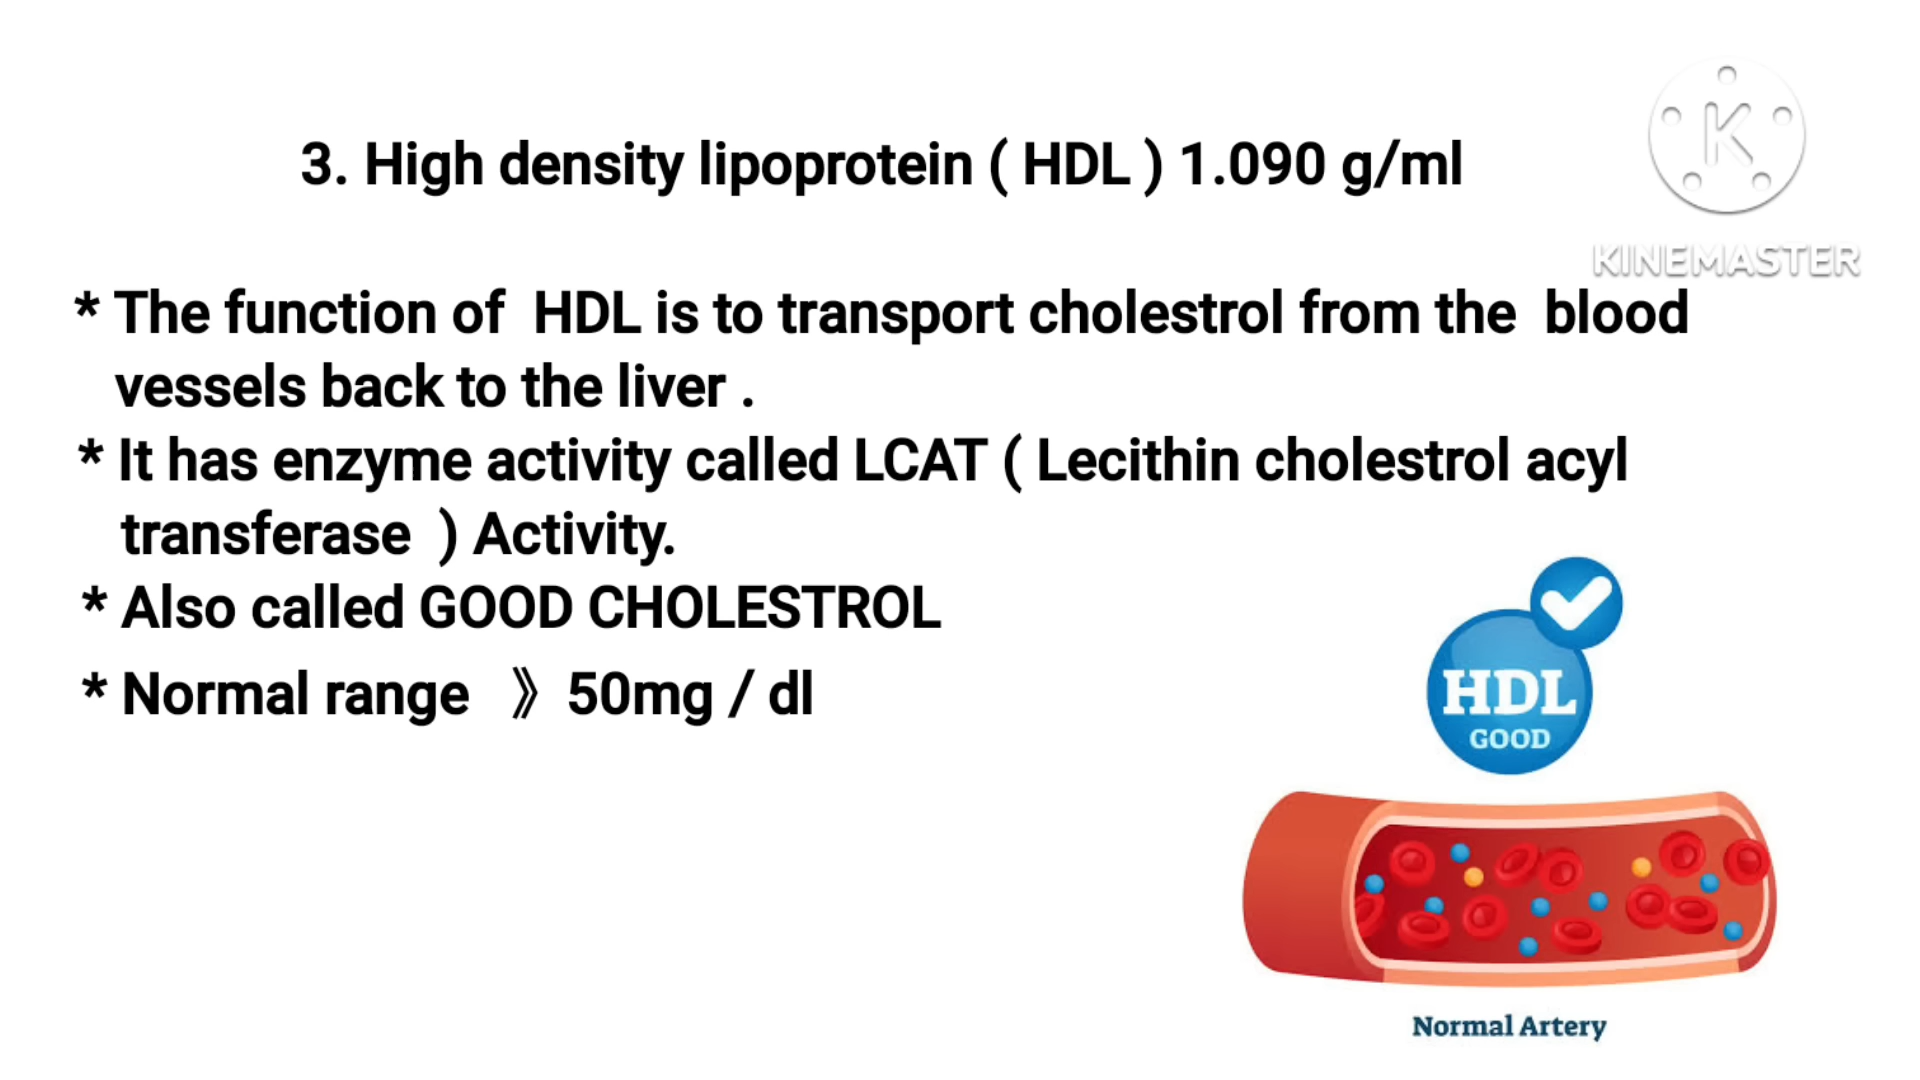 3. High density lipoprotein ( HDL ) 1.090 g/ml
K
KINEMASTER
* The function of  HDL is to transport cholestrol from the  blood
vessels back to the liver .
* It has enzyme activity called LCAT ( Lecithin cholestrol acyl
transferase  ) Activity.
* Also called GOOD CHOLESTROL
* Normal range  》 50mg / dl
HDL
GOOD
Normal Artery